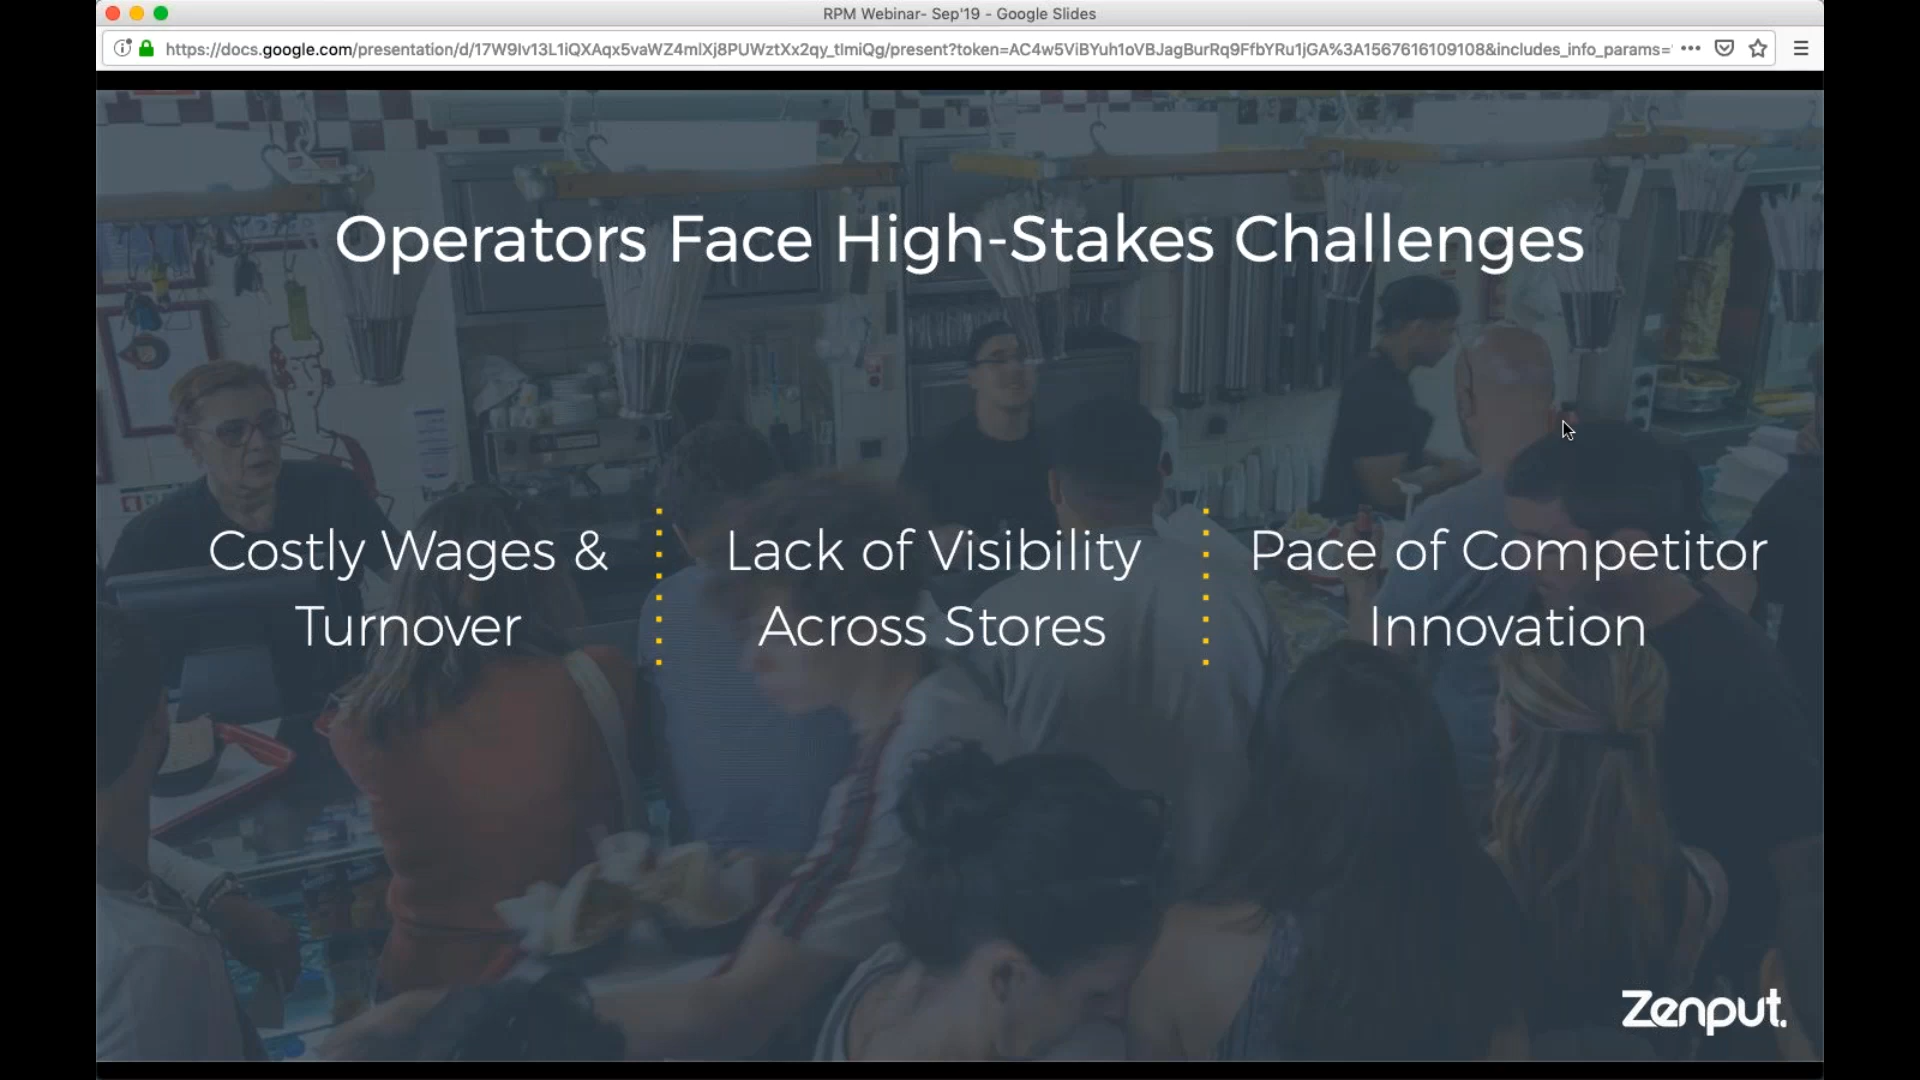 RPM Webinar- Sep'19 - Google Slides
https://docs.google.com/presentation/d/17W9Iv13L1iQXAqx5vaWZ4mlXj8PUWztXx2qy_tlmiQg/present?token=AC4w5ViBYuh1oVBJagBurRq9FfbYRu1jGA%3A1567616109108&includes_info_params=
Operators Face High-Stakes Challenges
Costly Wages &
Turnover
Lack of Visibility
Across Stores
Pace of Competitor
Innovation
Zenput.